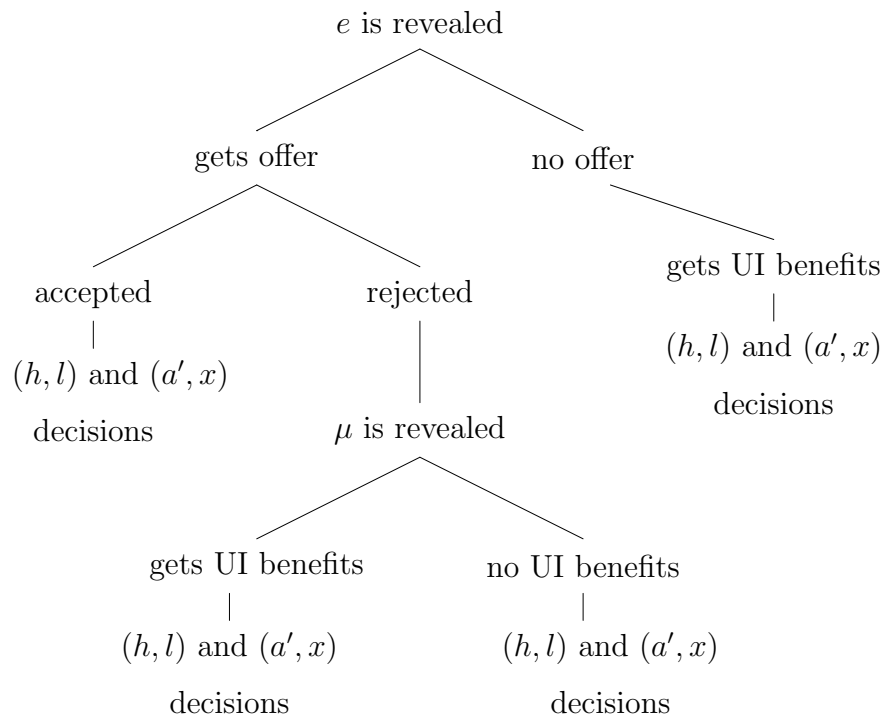 e is revealed
gets offer
no offer
gets UI benefits
accepted
rejected
(h, l) and (a′, x)
decisions
(h, l) and (a′, x)
decisions
μ is revealed
gets UI benefits
no UI benefits
(h, l) and (a′, x)
decisions
(h, l) and (a′, x)
decisions